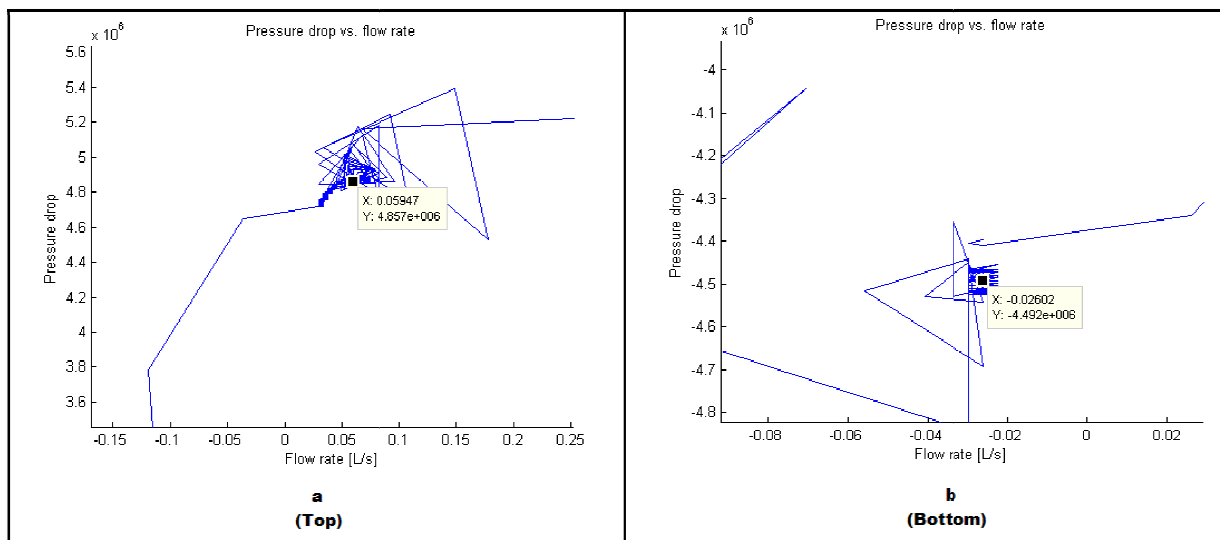 Pressure drop vs. flow rate
x 10⁶
5.6
5.4
5.2
5
4.8
4.6
4.4
4.2
4
3.8
3.6
Pressure drop
X: 0.05947
Y: 4.857e+006
-0.15
-0.1
-0.05
0
0.05
0.1
0.15
0.2
0.25
Flow rate [L/s]
a
(Top)
Pressure drop vs. flow rate
x 10⁶
-4
-4.1
-4.2
-4.3
-4.4
-4.5
-4.6
-4.7
-4.8
Pressure drop
X: -0.02602
Y: -4.492e+006
-0.08
-0.06
-0.04
-0.02
0
0.02
Flow rate [L/s]
b
(Bottom)